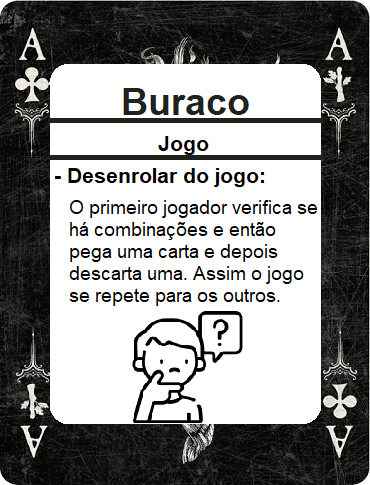 A A
Buraco
Jogo
- Desenrolar do jogo:
O primeiro jogador verifica se
há combinações e então
pega uma carta e depois
descarta uma. Assim o jogo
se repete para os outros.
?
A A